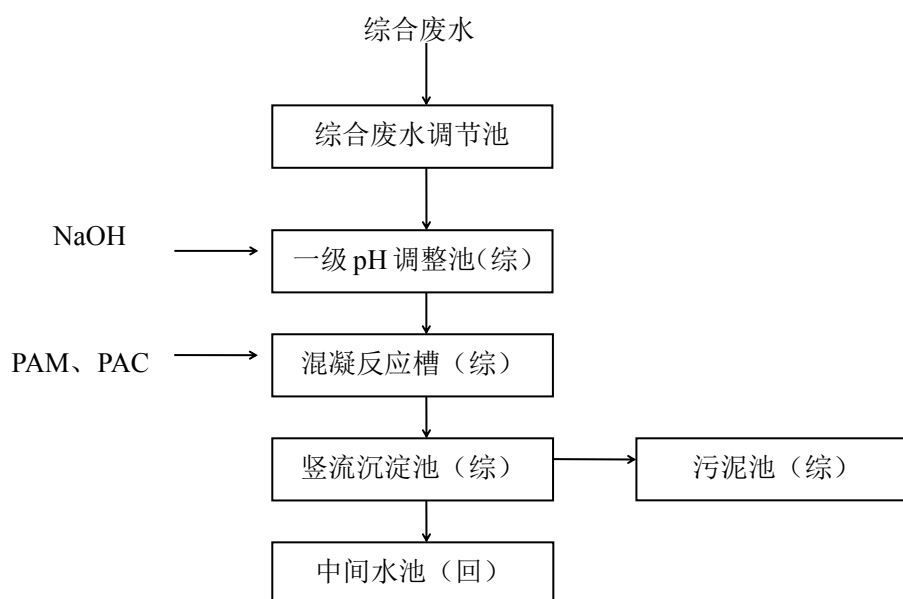 综合废水
综合废水调节池
NaOH
一级 pH 调整池（综）
PAM、PAC
混凝反应槽（综）
竖流沉淀池（综）
污泥池（综）
中间水池（回）